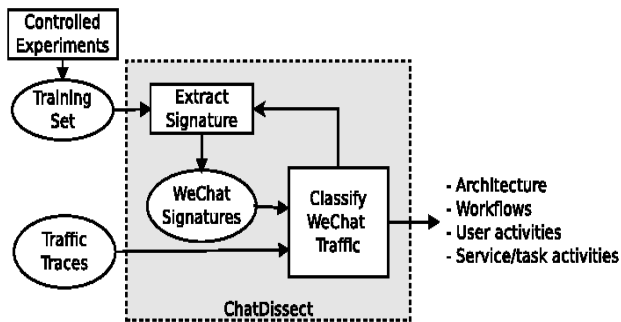 Controlled
Experiments
Training
Set
Extract
Signature
WeChat
Signatures
Classify
WeChat
Traffic
Traffic
Traces
- Architecture
- Workflows
- User activities
- Service/task activities
ChatDissect